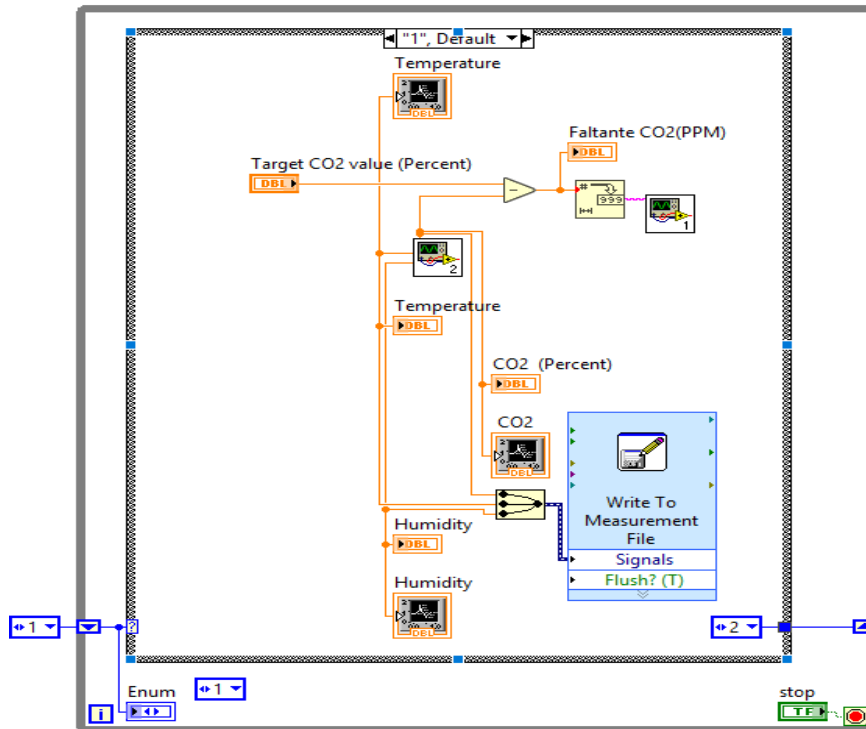 "1", Default
Temperature
DBL
Faltante CO2(PPM)
DBL
Target CO2 value (Percent)
DBL
#
999
1
2
Temperature
DBL
CO2 (Percent)
DBL
CO2
DBL
Write To
Measurement
File
Humidity
DBL
Signals
Flush? (T)
Humidity
DBL
1
?
2
Enum
1
i
stop
TF